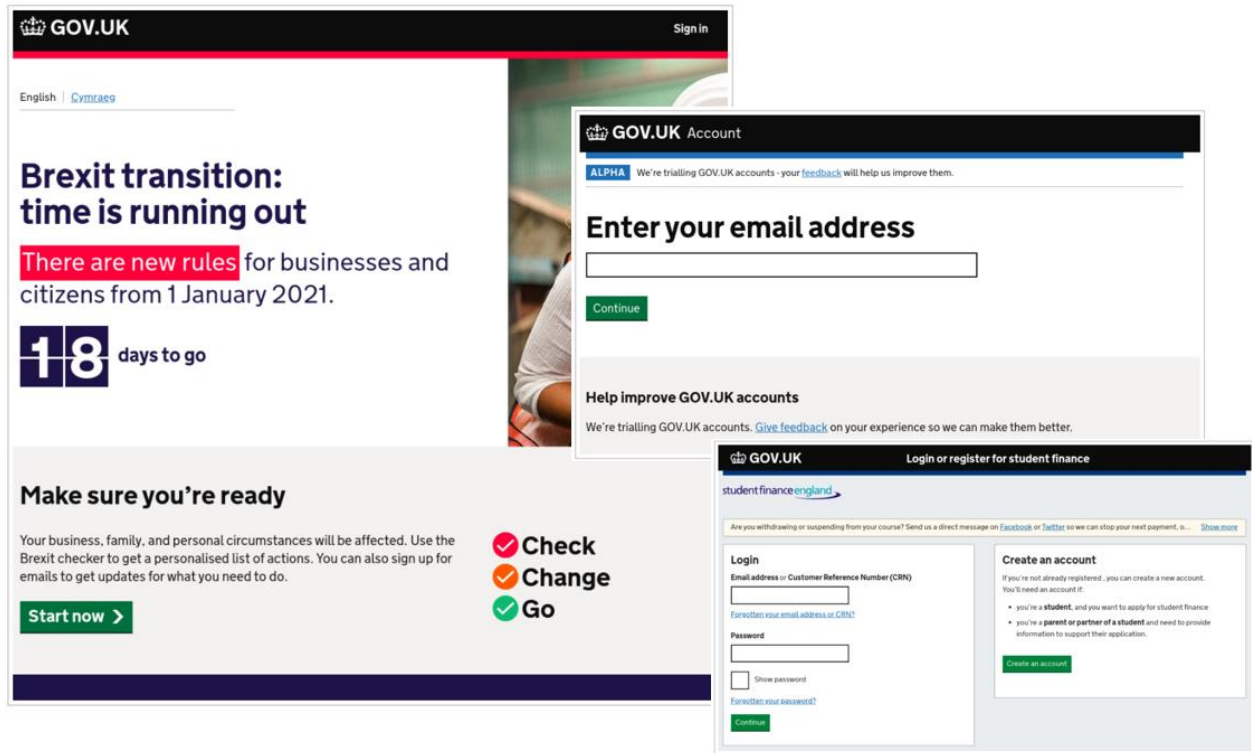 GOV.UK
Sign in
English | Cymraeg
Brexit transition:
time is running out
There are new rules for businesses and
citizens from 1 January 2021.
18 days to go
Make sure you're ready
Your business, family, and personal circumstances will be affected. Use the
Brexit checker to get a personalised list of actions. You can also sign up for
emails to get updates for what you need to do.
Start now
Check
Change
Go
GOV.UK Account
ALPHA We're trialling GOV.UK accounts - your feedback will help us improve them.
Enter your email address
Continue
Help improve GOV.UK accounts
We're trialling GOV.UK accounts. Give feedback on your experience so we can make them better.
GOV.UK
Login or register for student finance
studentfinanceengland
Are you withdrawing or suspending from your course? Send us a direct message on Facebook or Twitter so we can stop your next payment, o... Show more
Login
Email address or Customer Reference Number (CRN)
Forgotten your email address or CRN?
Password
Show password
Forgotten your password?
Continue
Create an account
If you're not already registered , you can create a new account.
You'll need an account if:
• you're a student, and you want to apply for student finance
• you're a parent or partner of a student and need to provide
information to support their application.
Create an account